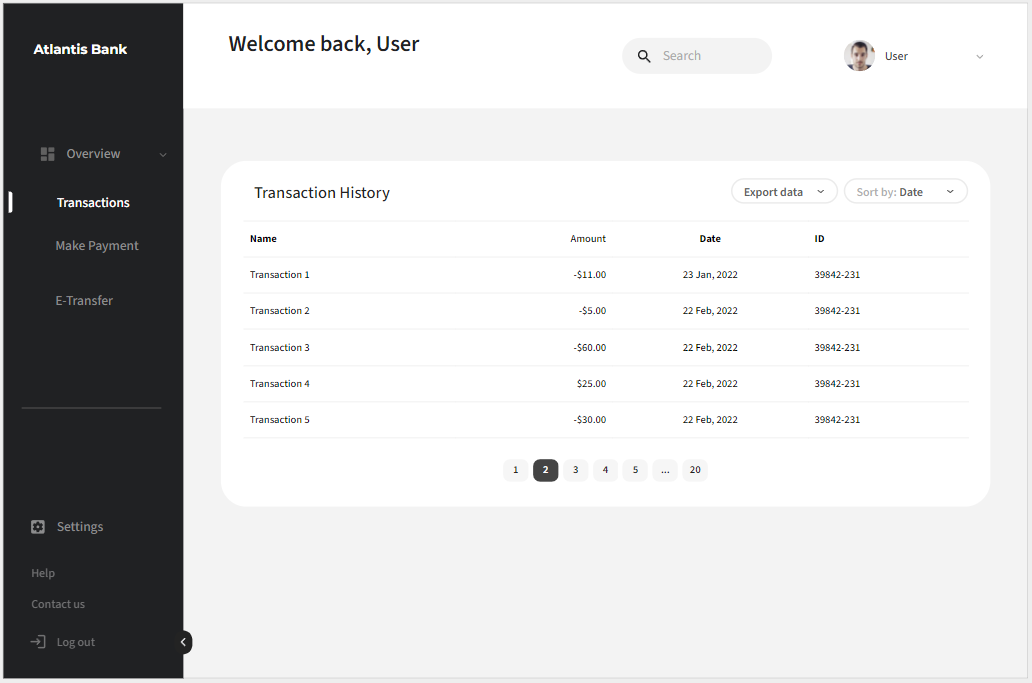 Atlantis Bank
Welcome back, User
Search
User
Overview
Transactions
Make Payment
E-Transfer
Settings
Help
Contact us
Log out
Transaction History
Export data
Sort by: Date
Name Amount Date ID
Transaction 1 -$11.00 23 Jan, 2022 39842-231
Transaction 2 -$5.00 22 Feb, 2022 39842-231
Transaction 3 -$60.00 22 Feb, 2022 39842-231
Transaction 4 $25.00 22 Feb, 2022 39842-231
Transaction 5 -$30.00 22 Feb, 2022 39842-231
1 2 3 4 5 ... 20